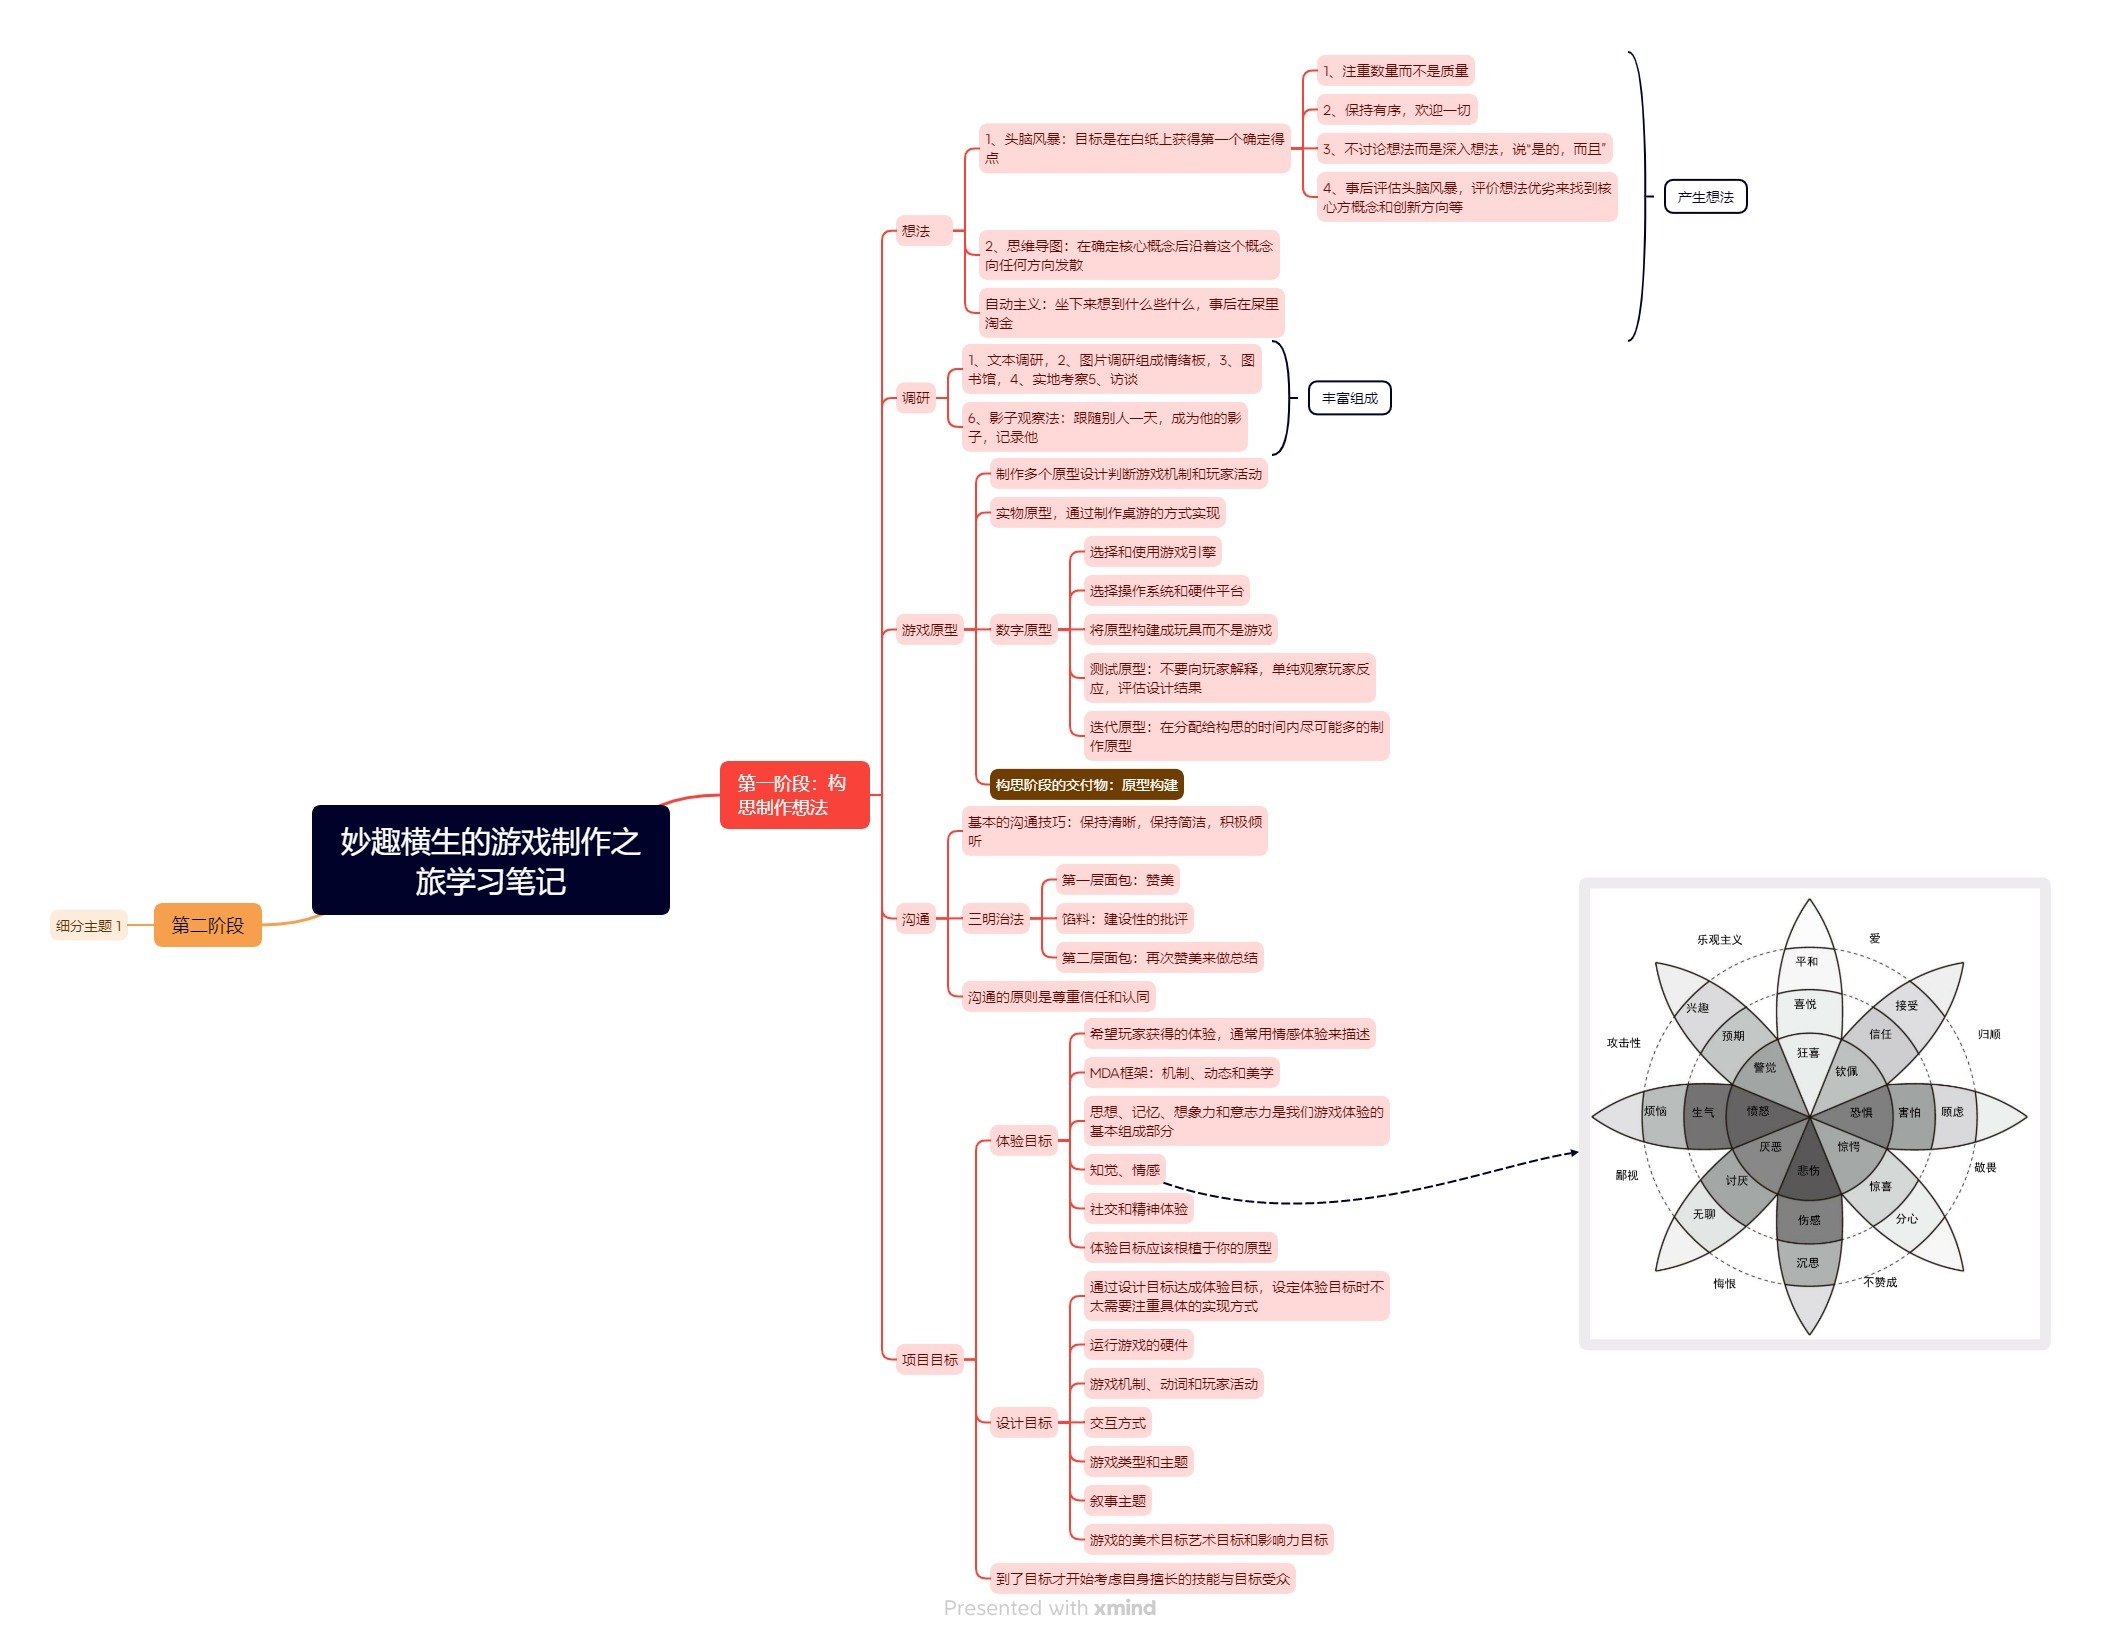 妙趣横生的游戏制作之
旅学习笔记
第一阶段：构
思制作想法
想法
1、头脑风暴：目标是在白纸上获得第一个确定得
点
1、注重数量而不是质量
2、保持有序，欢迎一切
3、不讨论想法而是深入想法，说“是的，而且”
4、事后评估头脑风暴，评价想法优劣来找到核
心方概念和创新方向等
2、思维导图：在确定核心概念后沿着这个概念
向任何方向发散
自动主义：坐下来想到什么些什么，事后在屎里
淘金
产生想法
调研
1、文本调研，2、图片调研组成情绪板，3、图
书馆，4、实地考察5、访谈
6、影子观察法：跟随别人一天，成为他的影
子，记录他
丰富组成
游戏原型
制作多个原型设计判断游戏机制和玩家活动
实物原型，通过制作桌游的方式实现
数字原型
选择和使用游戏引擎
选择操作系统和硬件平台
将原型构建成玩具而不是游戏
测试原型：不要向玩家解释，单纯观察玩家反
应，评估设计结果
迭代原型：在分配给构思的时间内尽可能多的制
作原型
构思阶段的交付物：原型构建
沟通
基本的沟通技巧：保持清晰，保持简洁，积极倾
听
三明治法
第一层面包：赞美
馅料：建设性的批评
第二层面包：再次赞美来做总结
沟通的原则是尊重信任和认同
项目目标
体验目标
希望玩家获得的体验，通常用情感体验来描述
MDA框架：机制、动态和美学
思想、记忆、想象力和意志力是我们游戏体验的
基本组成部分
知觉、情感
社交和精神体验
体验目标应该根植于你的原型
设计目标
通过设计目标达成体验目标，设定体验目标时不
太需要注重具体的实现方式
运行游戏的硬件
游戏机制、动词和玩家活动
交互方式
游戏类型和主题
叙事主题
游戏的美术目标艺术目标和影响力目标
到了目标才开始考虑自身擅长的技能与目标受众
第二阶段
细分主题 1
乐观主义
爱
平和
兴趣
喜悦
接受
预期
信任
归顺
攻击性
狂喜
警觉
钦佩
烦恼
生气
愤怒
恐惧
害怕
顾虑
厌恶
惊愕
鄙视
悲伤
敬畏
讨厌
惊喜
无聊
伤感
分心
沉思
悔恨
不赞成
Presented with xmind